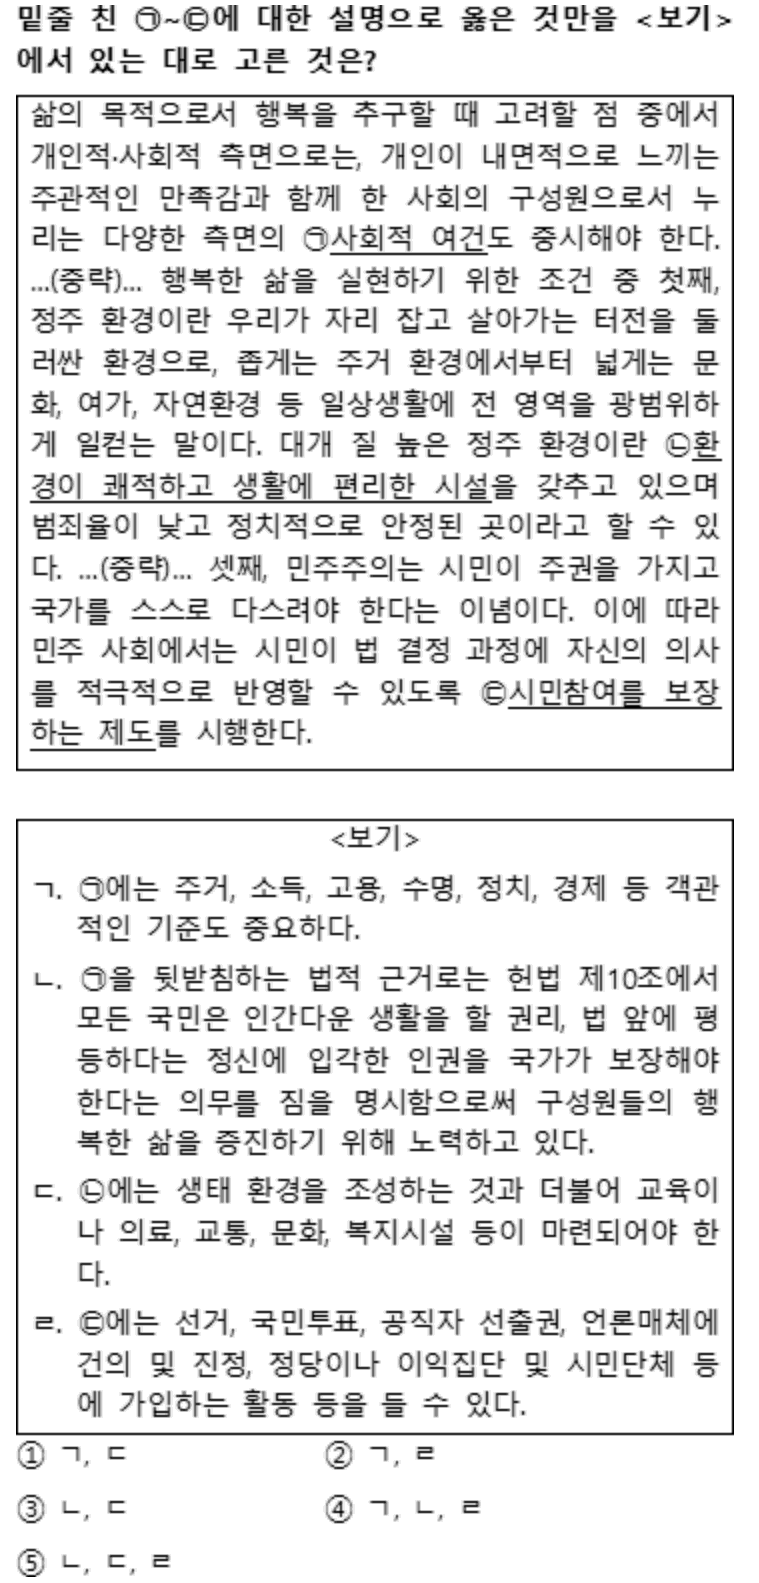 밑줄 친 ㉠~㉢에 대한 설명으로 옳은 것만을 <보기>
에서 있는 대로 고른 것은?
삶의 목적으로서 행복을 추구할 때 고려할 점 중에서
개인적·사회적 측면으로는, 개인이 내면적으로 느끼는
주관적인 만족감과 함께 한 사회의 구성원으로서 누
리는 다양한 측면의 ㉠사회적 여건도 중시해야 한다.
...(중략)... 행복한 삶을 실현하기 위한 조건 중 첫째,
정주 환경이란 우리가 자리 잡고 살아가는 터전을 둘
러싼 환경으로, 좁게는 주거 환경에서부터 넓게는 문
화, 여가, 자연환경 등 일상생활에 전 영역을 광범위하
게 일컫는 말이다. 대개 질 높은 정주 환경이란 ㉡환
경이 쾌적하고 생활에 편리한 시설을 갖추고 있으며
범죄율이 낮고 정치적으로 안정된 곳이라고 할 수 있
다. ...(중략)... 셋째, 민주주의는 시민이 주권을 가지고
국가를 스스로 다스려야 한다는 이념이다. 이에 따라
민주 사회에서는 시민이 법 결정 과정에 자신의 의사
를 적극적으로 반영할 수 있도록 ㉢시민참여를 보장
하는 제도를 시행한다.
<보기>
ㄱ. ㉠에는 주거, 소득, 고용, 수명, 정치, 경제 등 객관
적인 기준도 중요하다.
ㄴ. ㉠을 뒷받침하는 법적 근거로는 헌법 제10조에서
모든 국민은 인간다운 생활을 할 권리, 법 앞에 평
등하다는 정신에 입각한 인권을 국가가 보장해야
한다는 의무를 짐을 명시함으로써 구성원들의 행
복한 삶을 증진하기 위해 노력하고 있다.
ㄷ. ㉡에는 생태 환경을 조성하는 것과 더불어 교육이
나 의료, 교통, 문화, 복지시설 등이 마련되어야 한
다.
ㄹ. ㉢에는 선거, 국민투표, 공직자 선출권, 언론매체에
건의 및 진정, 정당이나 이익집단 및 시민단체 등
에 가입하는 활동 등을 들 수 있다.
① ㄱ, ㄷ ② ㄱ, ㄹ
③ ㄴ, ㄷ ④ ㄱ, ㄴ, ㄹ
⑤ ㄴ, ㄷ, ㄹ